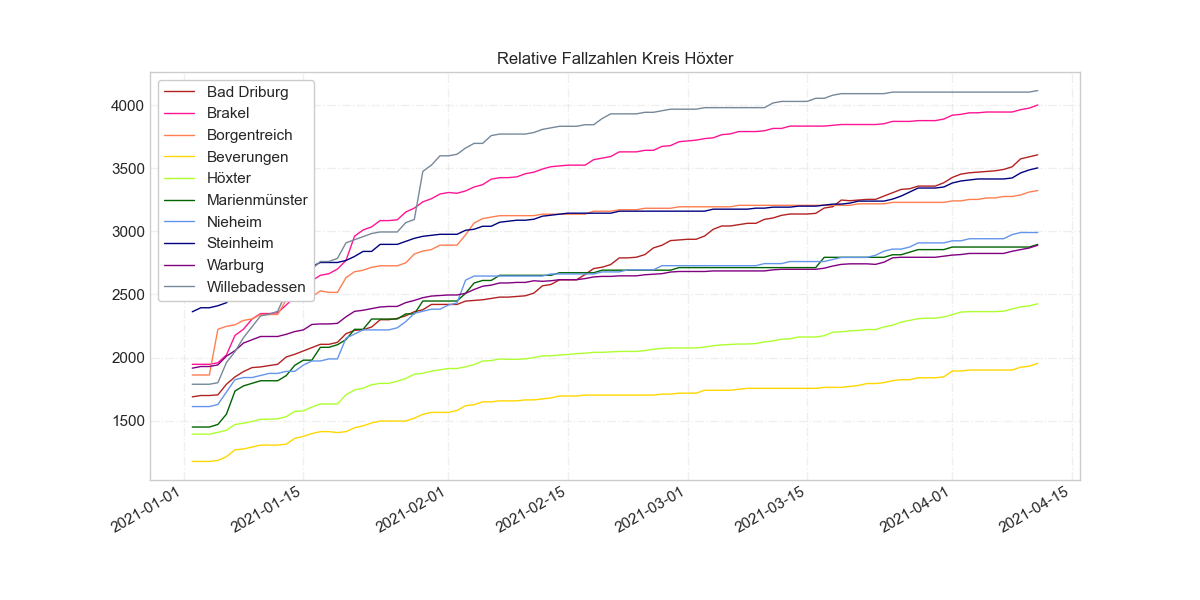 Relative Fallzahlen Kreis Höxter
4000
3500
3000
2500
2000
1500
Bad Driburg
Brakel
Borgentreich
Beverungen
Höxter
Marienmünster
Nieheim
Steinheim
Warburg
Willebadessen
2021-01-01
2021-01-15
2021-02-01
2021-02-15
2021-03-01
2021-03-15
2021-04-01
2021-04-15